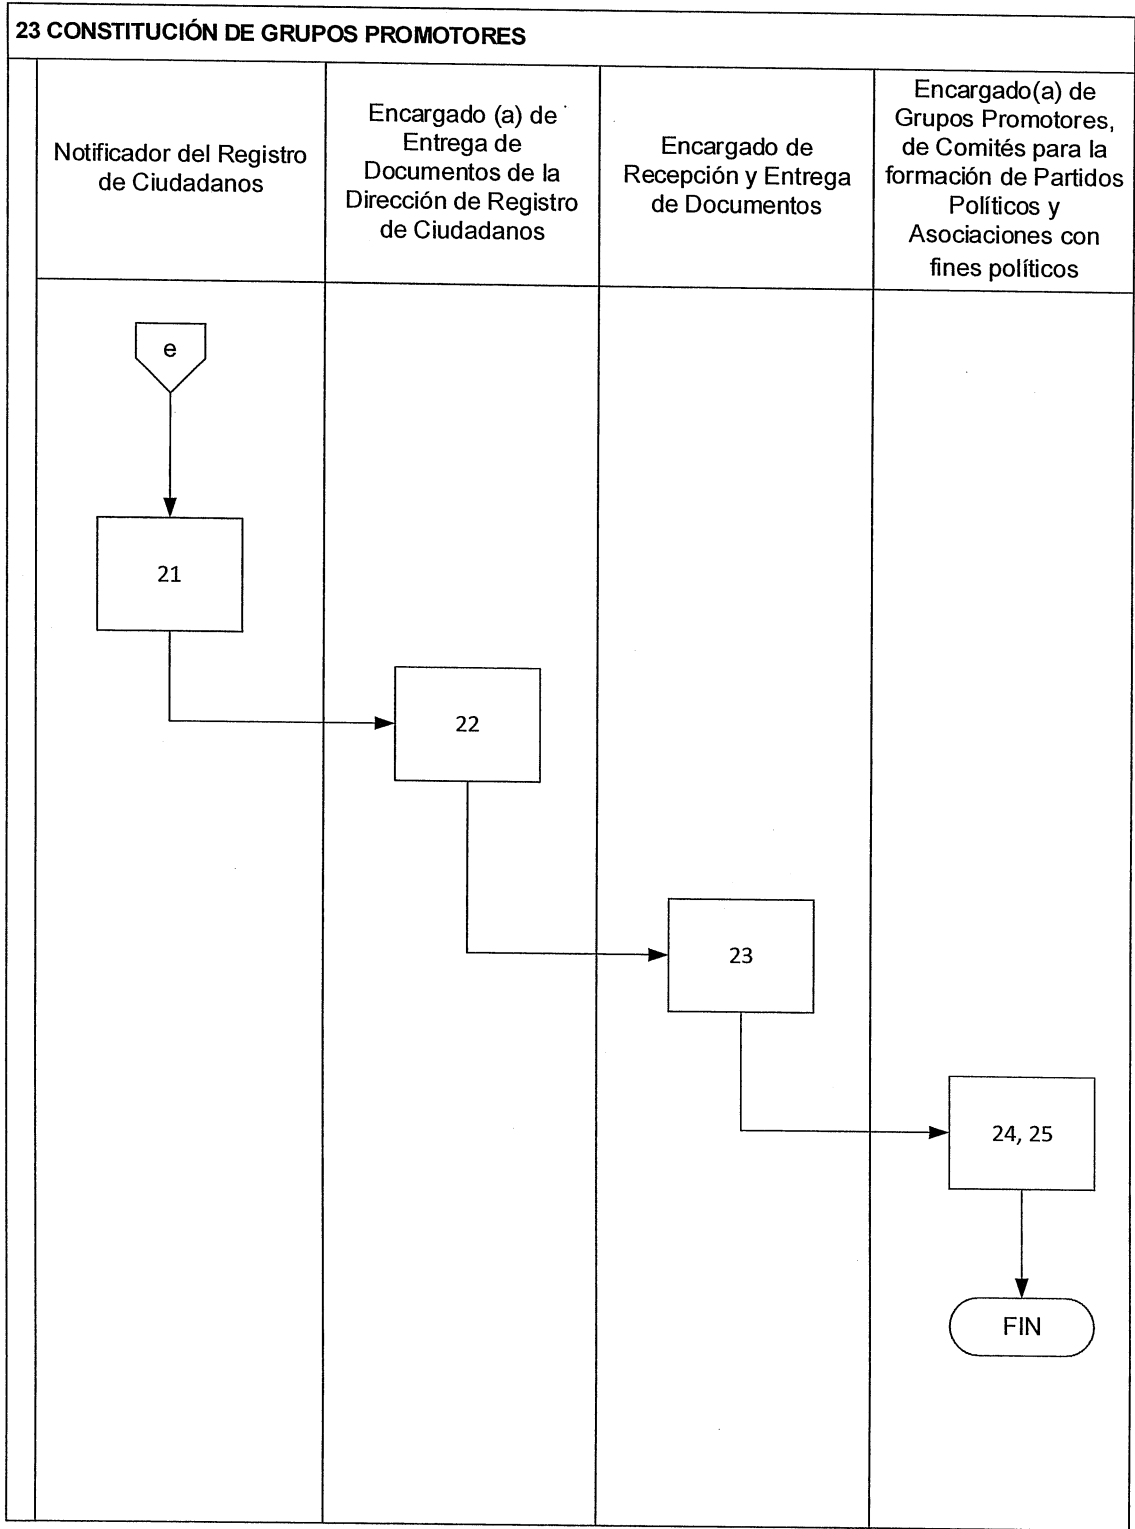 23 CONSTITUCIÓN DE GRUPOS PROMOTORES
Notificador del Registro
de Ciudadanos
Encargado (a) de
Entrega de
Documentos de la
Dirección de Registro
de Ciudadanos
Encargado de
Recepción y Entrega
de Documentos
Encargado(a) de
Grupos Promotores,
de Comités para la
formación de Partidos
Políticos y
Asociaciones con
fines políticos
e
21
22
23
24, 25
FIN